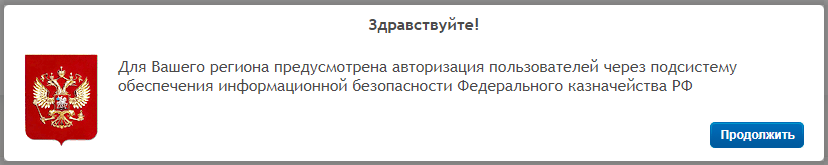 Здравствуйте!
Для Вашего региона предусмотрена авторизация пользователей через подсистему
обеспечения информационной безопасности Федерального казначейства РФ
Продолжить